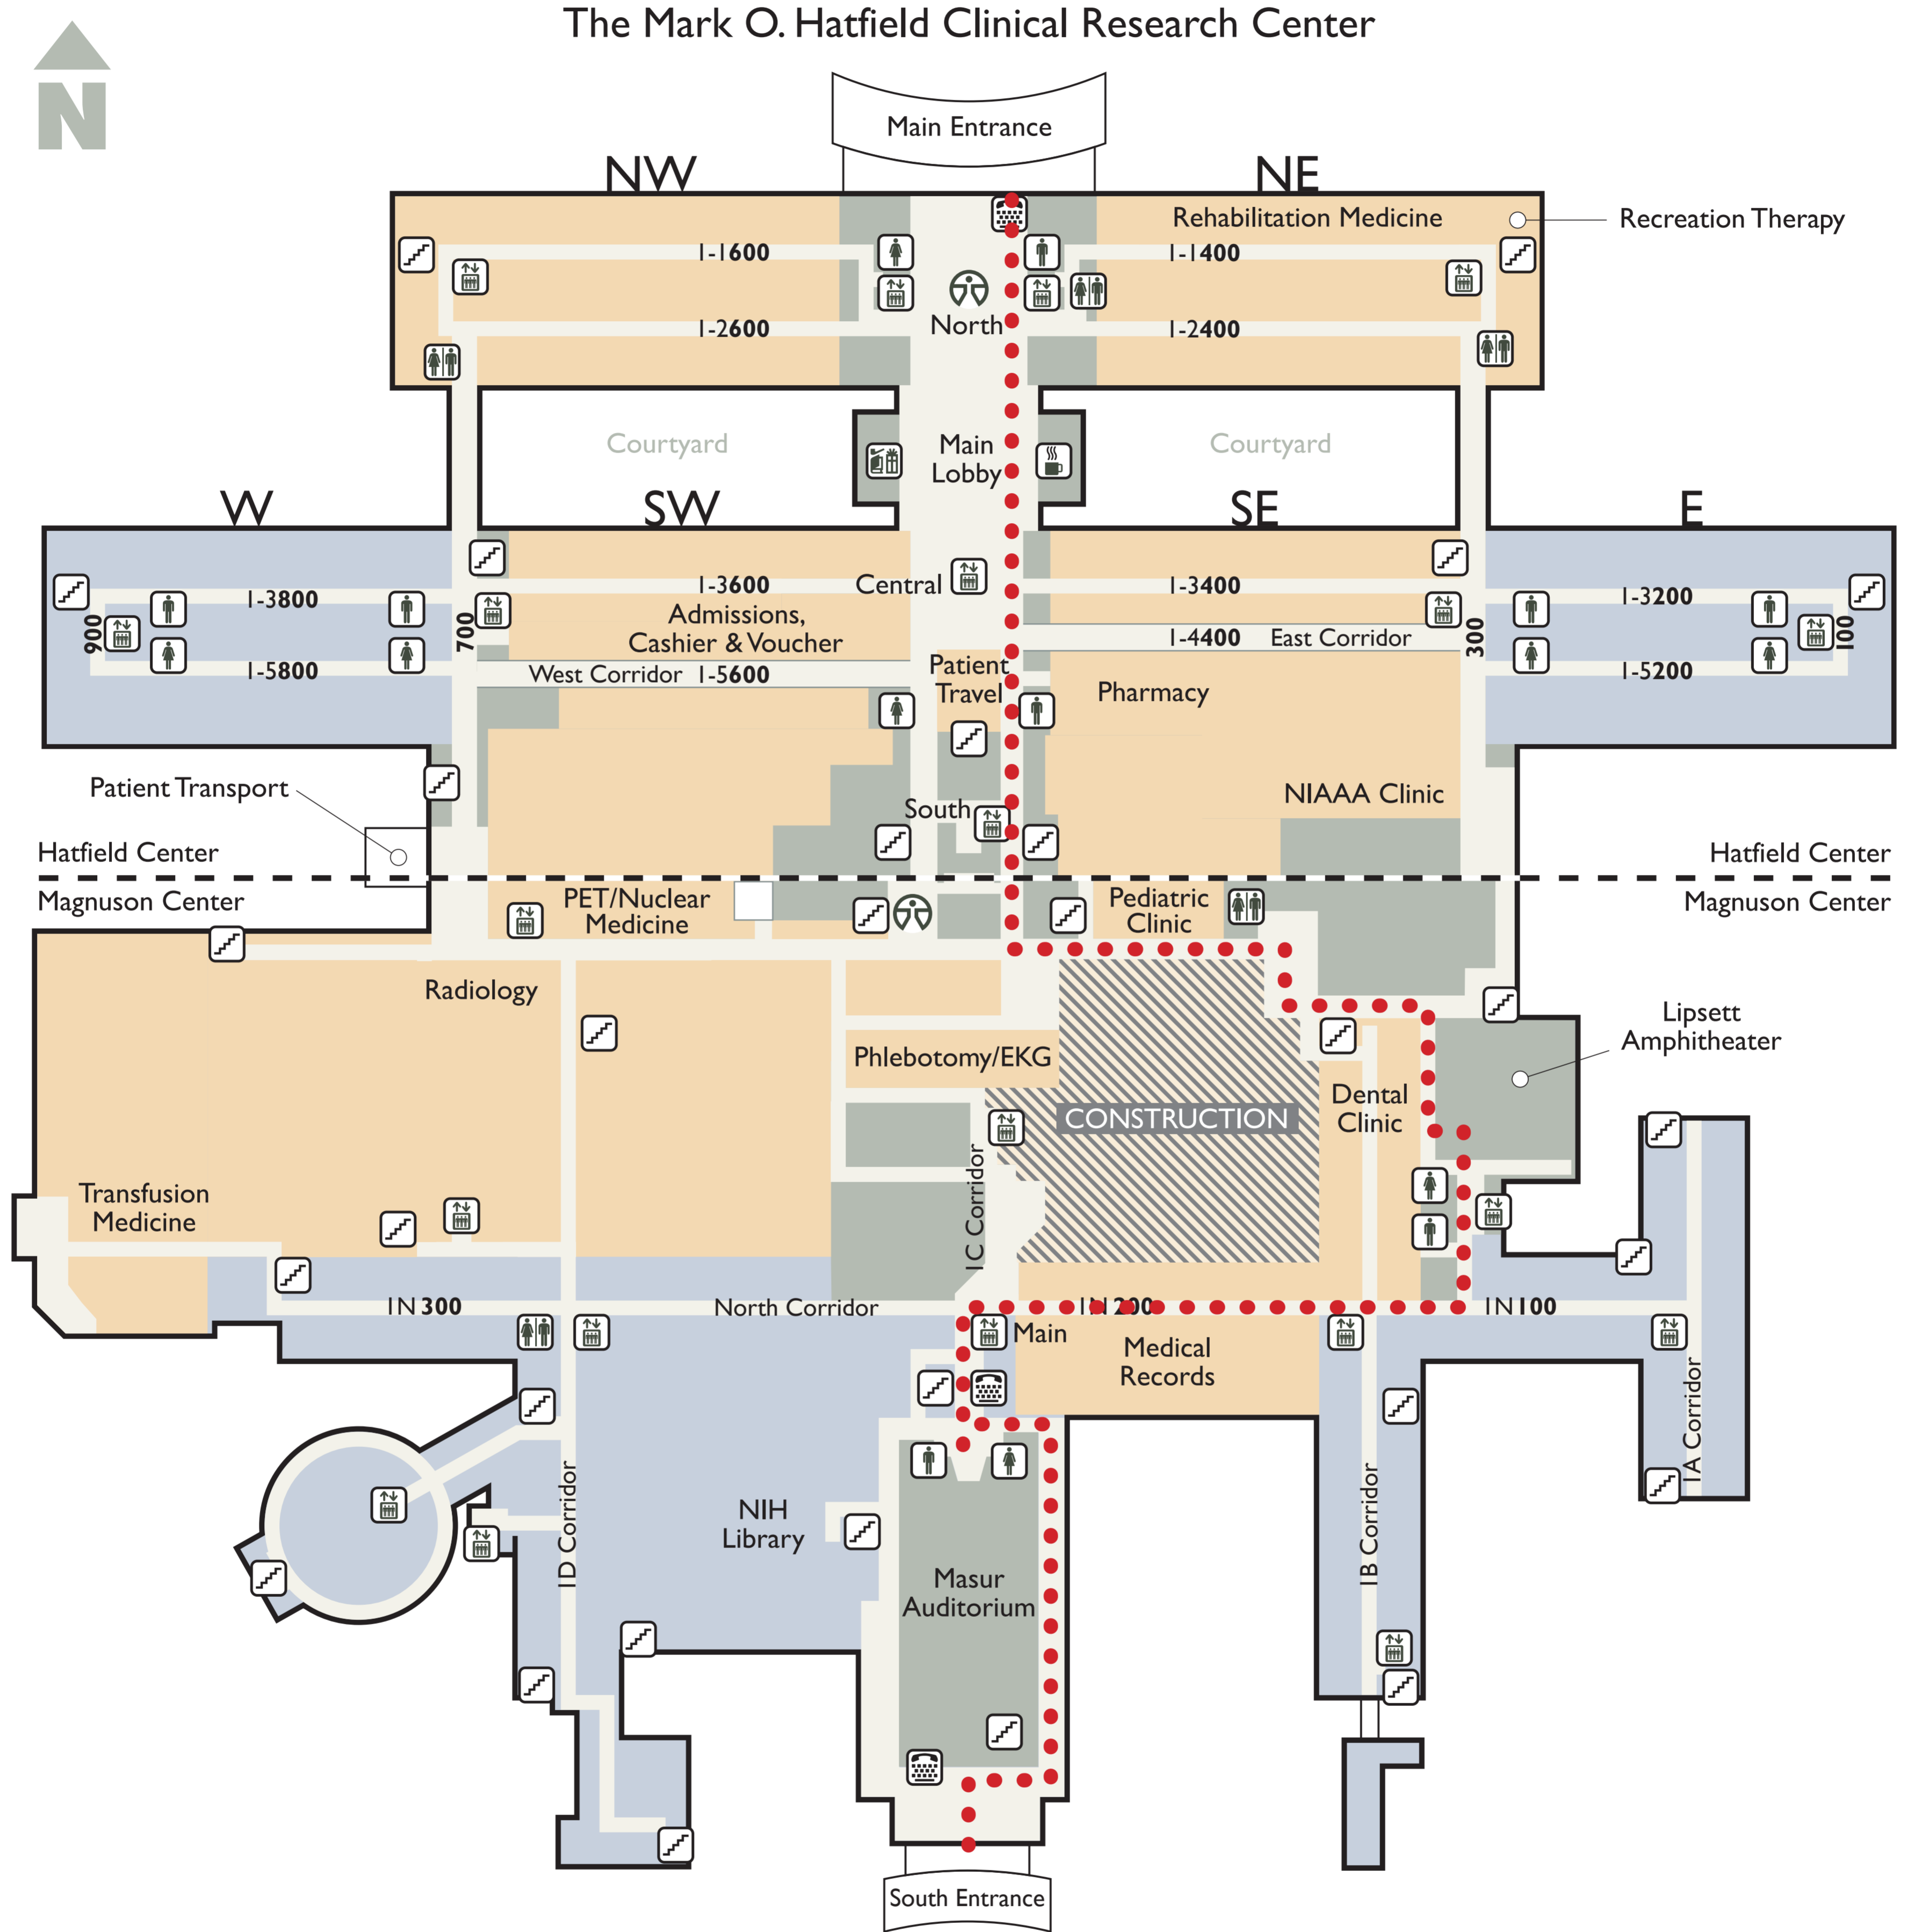 The Mark O. Hatfield Clinical Research Center
N
Main Entrance
NW
NE
Rehabilitation Medicine
Recreation Therapy
1-1600
1-1400
North
1-2600
1-2400
Courtyard
Main
Lobby
Courtyard
W
SW
SE
E
1-3600
Central
1-3400
1-3800
1-3200
Admissions,
Cashier & Voucher
900
700
1-4400 East Corridor
300
100
1-5800
West Corridor 1-5600
Patient
Travel
Pharmacy
1-5200
Patient Transport
South
NIAAA Clinic
Hatfield Center
Hatfield Center
Magnuson Center
Magnuson Center
PET/Nuclear
Medicine
Pediatric
Clinic
Radiology
Lipsett
Amphitheater
Phlebotomy/EKG
CONSTRUCTION
Dental
Clinic
Transfusion
Medicine
1C Corridor
1N 300
North Corridor
1N 200
1N 100
Main
Medical
Records
1A Corridor
1D Corridor
NIH
Library
1B Corridor
Masur
Auditorium
South Entrance